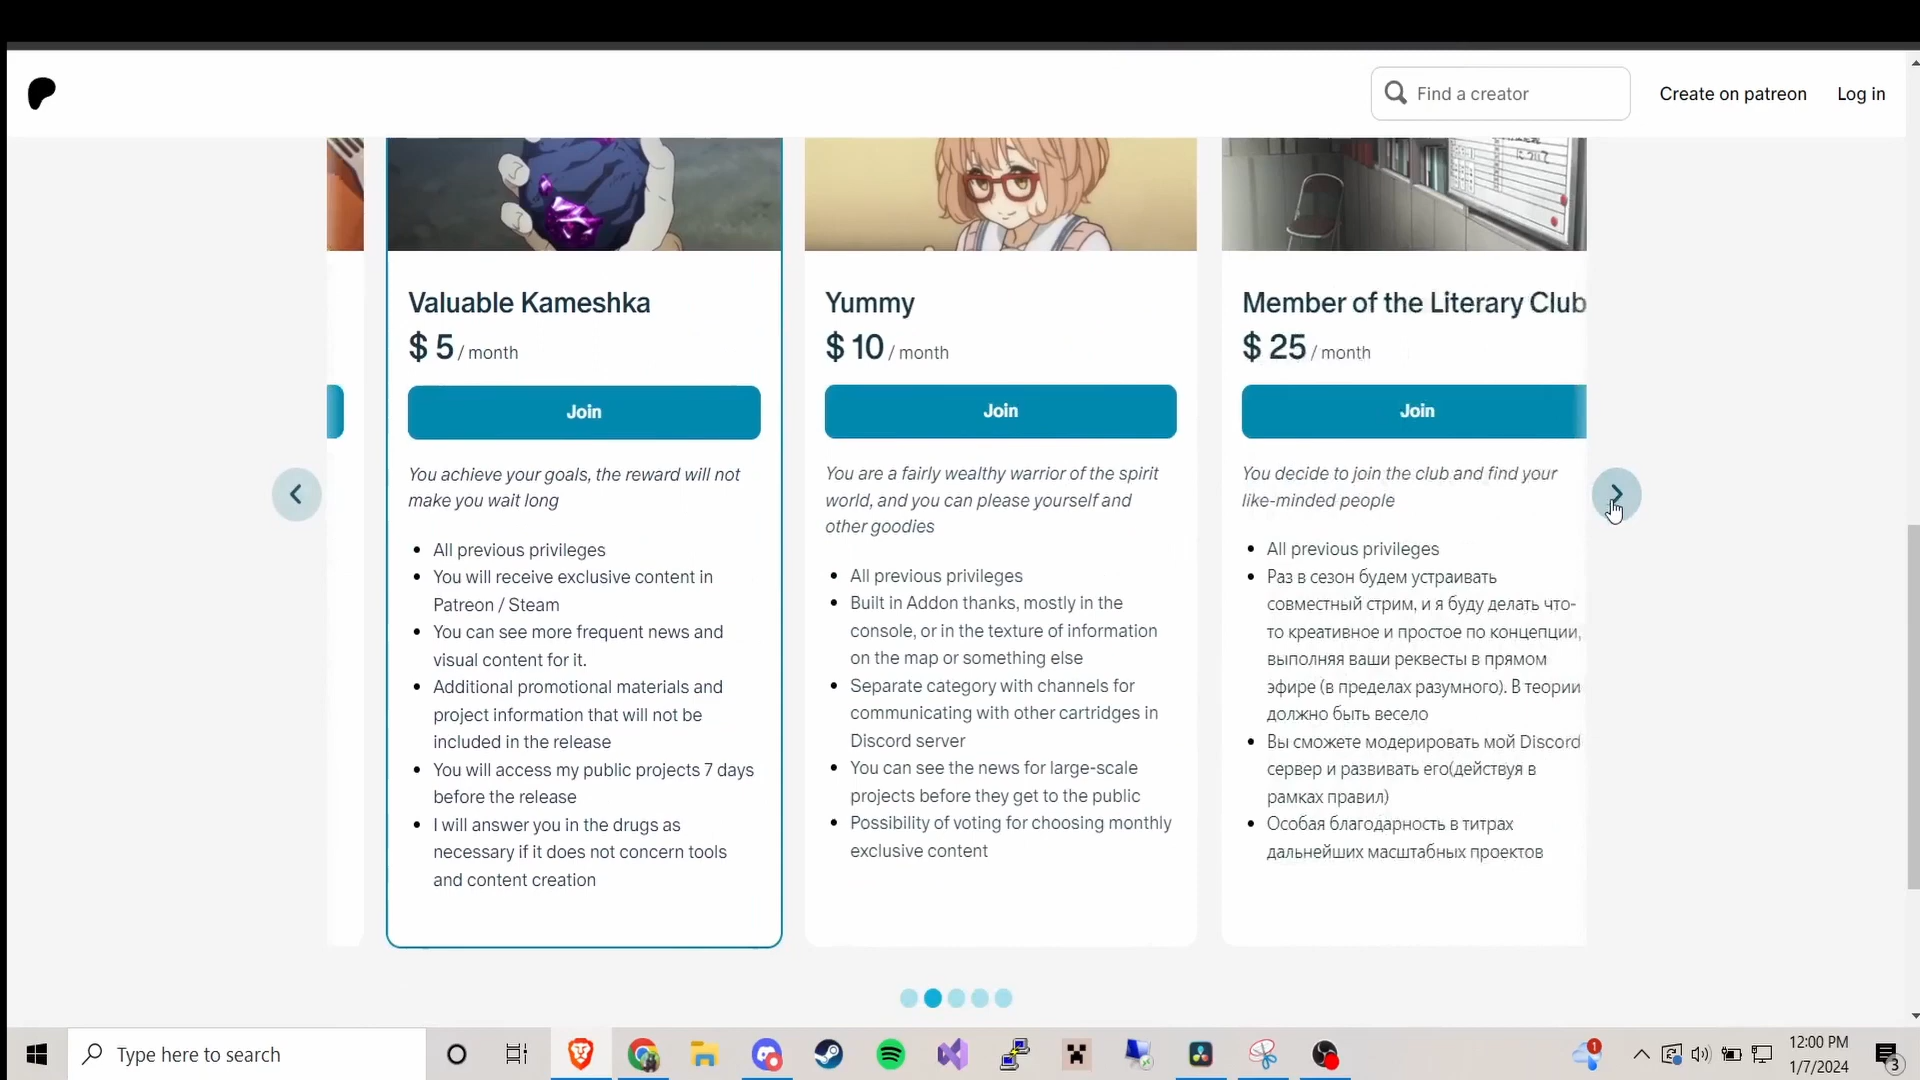 Find a creator
Create on patreon
Log in
Valuable Kameshka
$ 5 / month
Join
You achieve your goals, the reward will not
make you wait long
All previous privileges
You will receive exclusive content in
Patreon / Steam
You can see more frequent news and
visual content for it.
Additional promotional materials and
project information that will not be
included in the release
You will access my public projects 7 days
before the release
I will answer you in the drugs as
necessary if it does not concern tools
and content creation
Yummy
$ 10 / month
Join
You are a fairly wealthy warrior of the spirit
world, and you can please yourself and
other goodies
All previous privileges
Built in Addon thanks, mostly in the
console, or in the texture of information
on the map or something else
Separate category with channels for
communicating with other cartridges in
Discord server
You can see the news for large-scale
projects before they get to the public
Possibility of voting for choosing monthly
exclusive content
Member of the Literary Club
$ 25 / month
Join
You decide to join the club and find your
like-minded people
All previous privileges
Раз в сезон будем устраивать
совместный стрим, и я буду делать что-
то креативное и простое по концепции,
выполняя ваши реквесты в прямом
эфире (в пределах разумного). В теории
должно быть весело
Вы сможете модерировать мой Discord
сервер и развивать его(действуя в
рамках правил)
Особая благодарность в титрах
дальнейших масштабных проектов
Type here to search
1
12:00 PM
1/7/2024
3